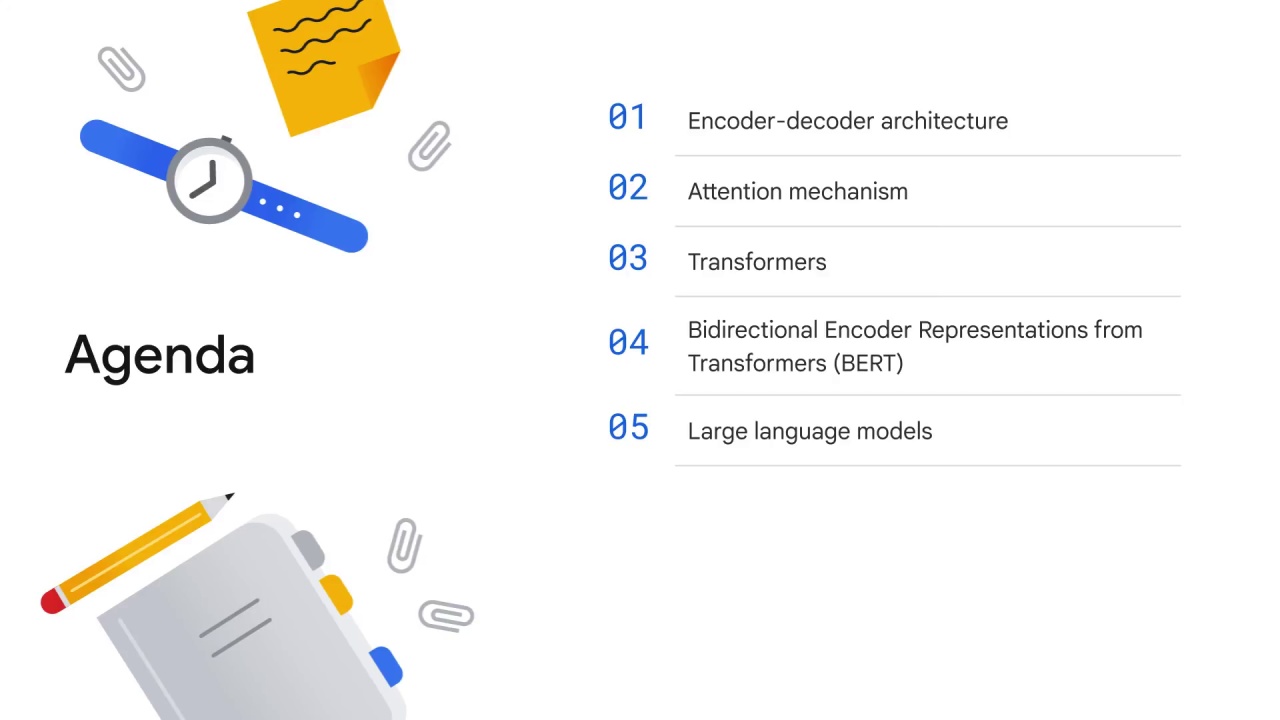 Agenda
01 Encoder-decoder architecture
02 Attention mechanism
03 Transformers
04 Bidirectional Encoder Representations from
Transformers (BERT)
05 Large language models